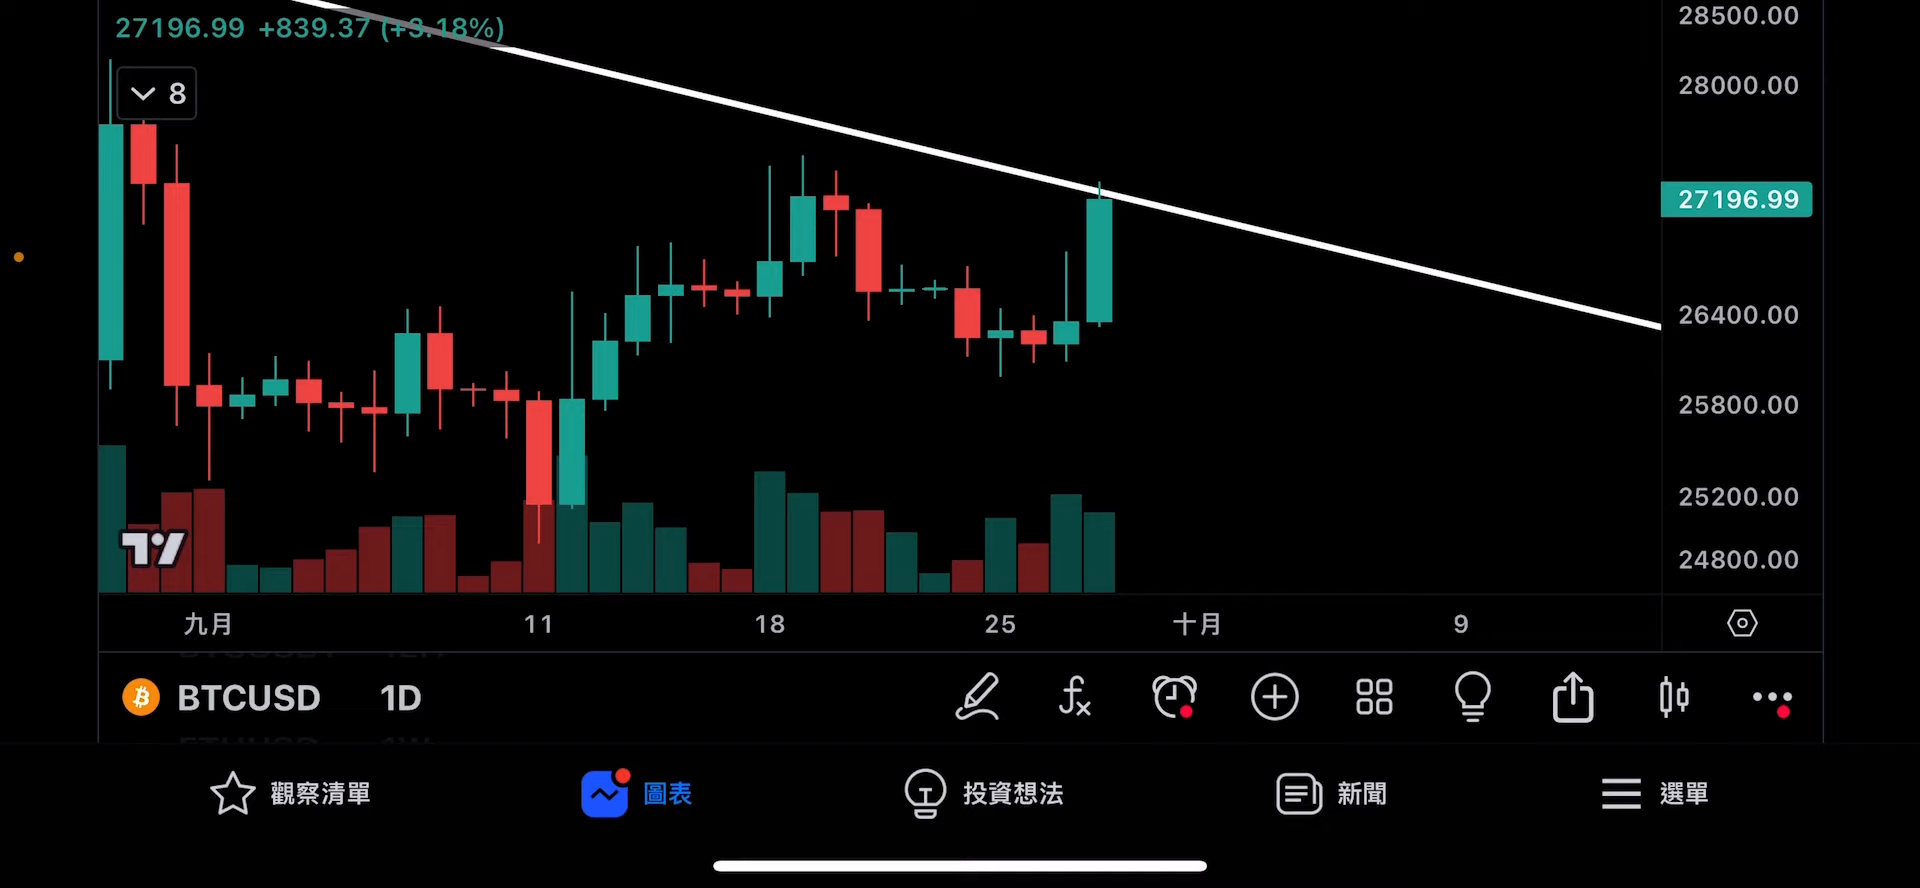 27196.99 +839.37 (+3.18%)
8
28500.00
28000.00
27196.99
26400.00
25800.00
25200.00
24800.00
九月 11 18 25 十月 9
BTCUSD 1D
觀察清單 圖表 投資想法 新聞 選單